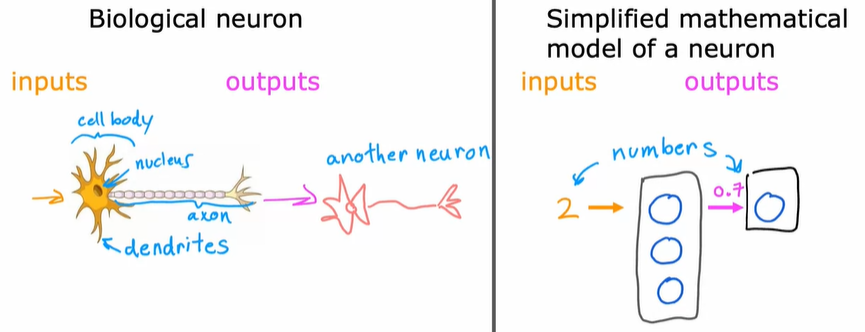 Biological neuron
inputs
outputs
cell body
nucleus
axon
dendrites
another neuron
Simplified mathematical
model of a neuron
inputs
outputs
numbers
2
0.7